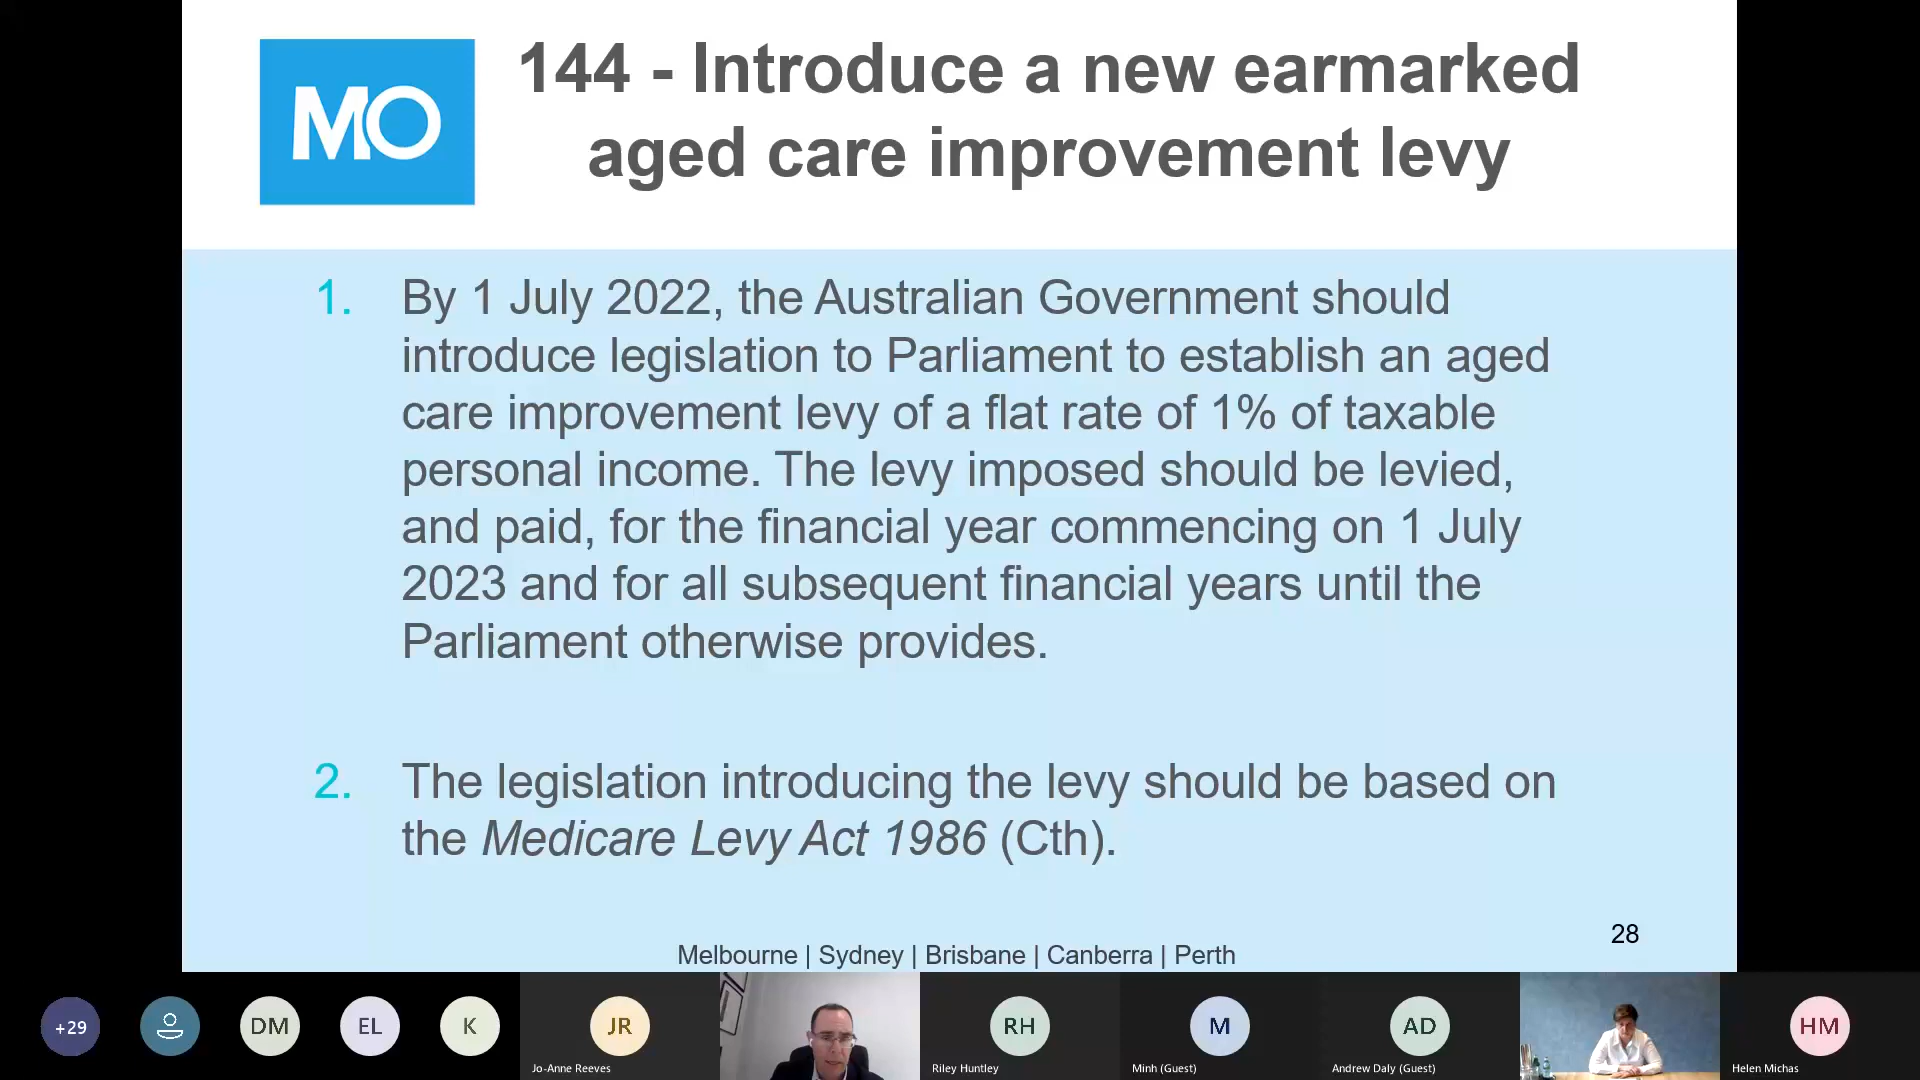 MO
144 - Introduce a new earmarked
aged care improvement levy
1. By 1 July 2022, the Australian Government should
introduce legislation to Parliament to establish an aged
care improvement levy of a flat rate of 1% of taxable
personal income. The levy imposed should be levied,
and paid, for the financial year commencing on 1 July
2023 and for all subsequent financial years until the
Parliament otherwise provides.
2. The legislation introducing the levy should be based on
the Medicare Levy Act 1986 (Cth).
28
Melbourne | Sydney | Brisbane | Canberra | Perth
+29
DM
EL
K
JR
RH
M
AD
HM
Jo-Anne Reeves
Riley Huntley
Minh (Guest)
Andrew Daly (Guest)
Helen Michas